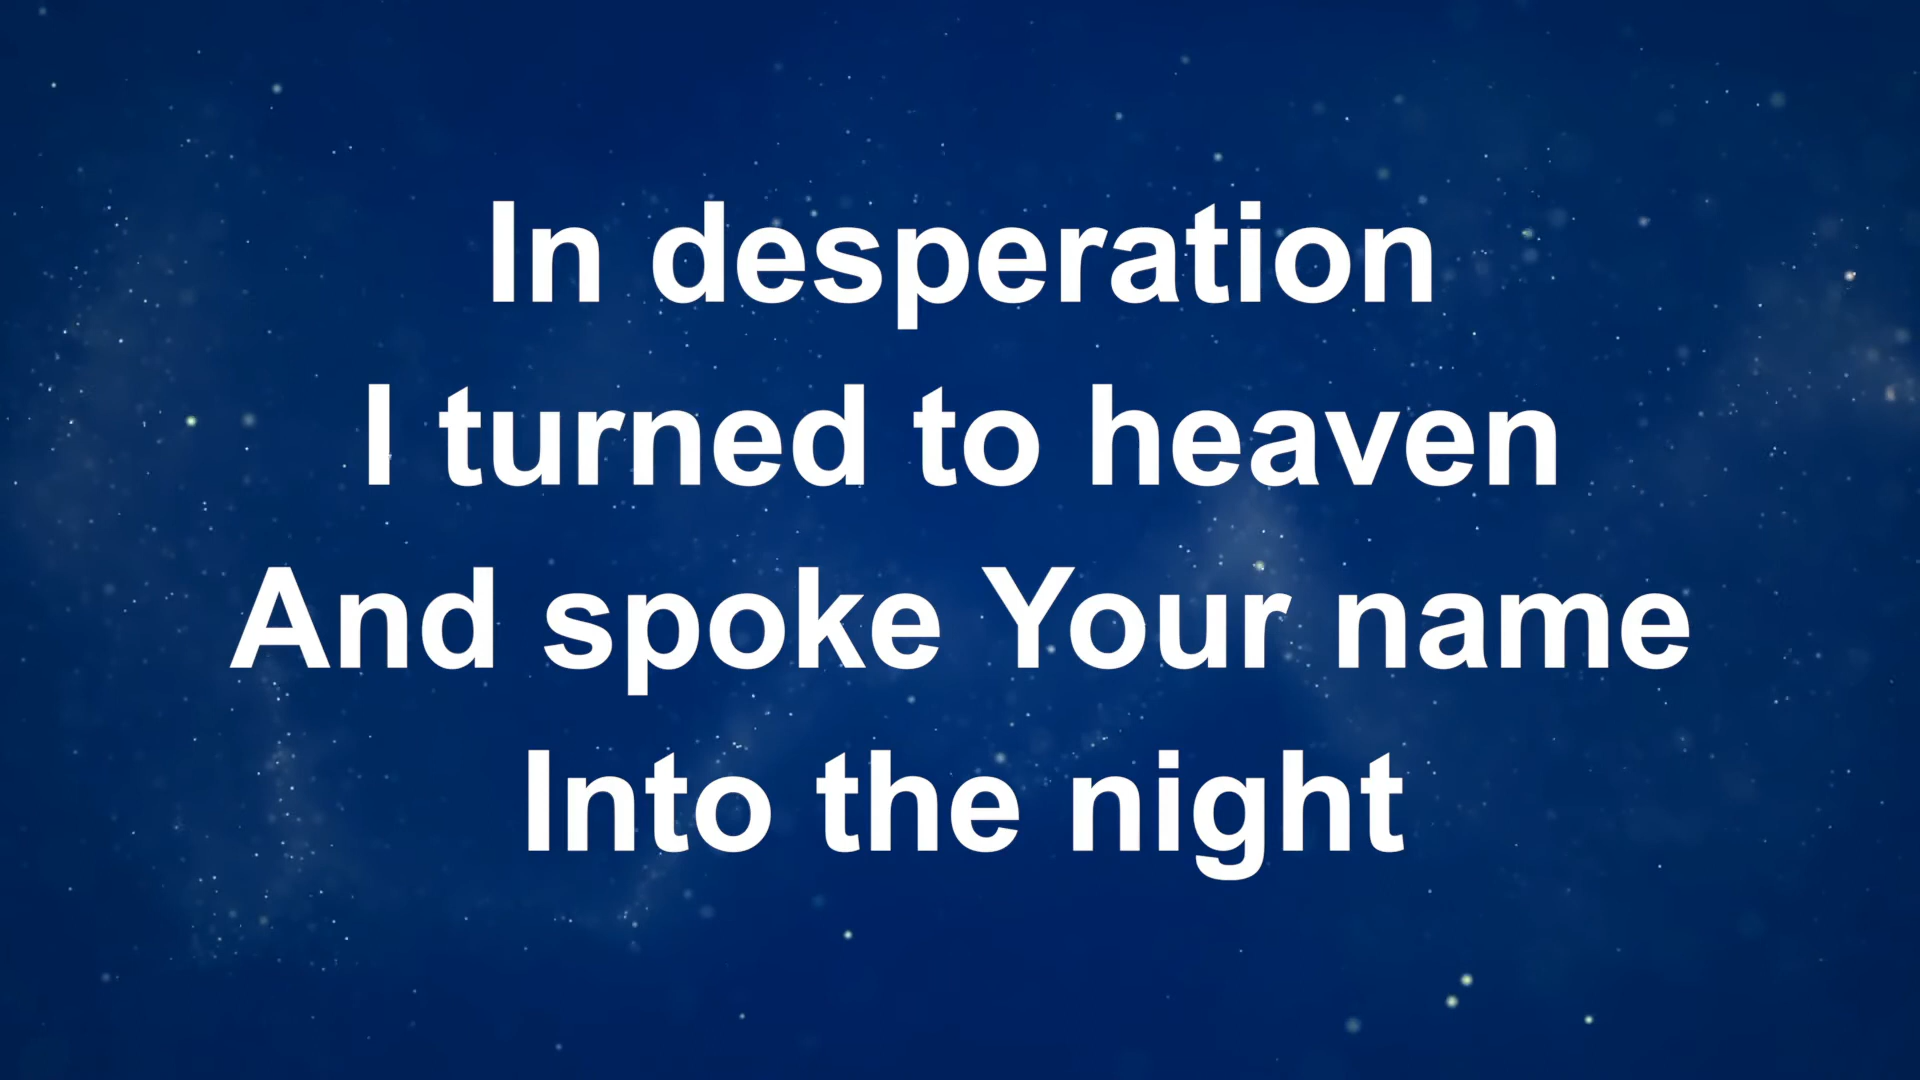 In desperation
I turned to heaven
And spoke Your name
Into the night